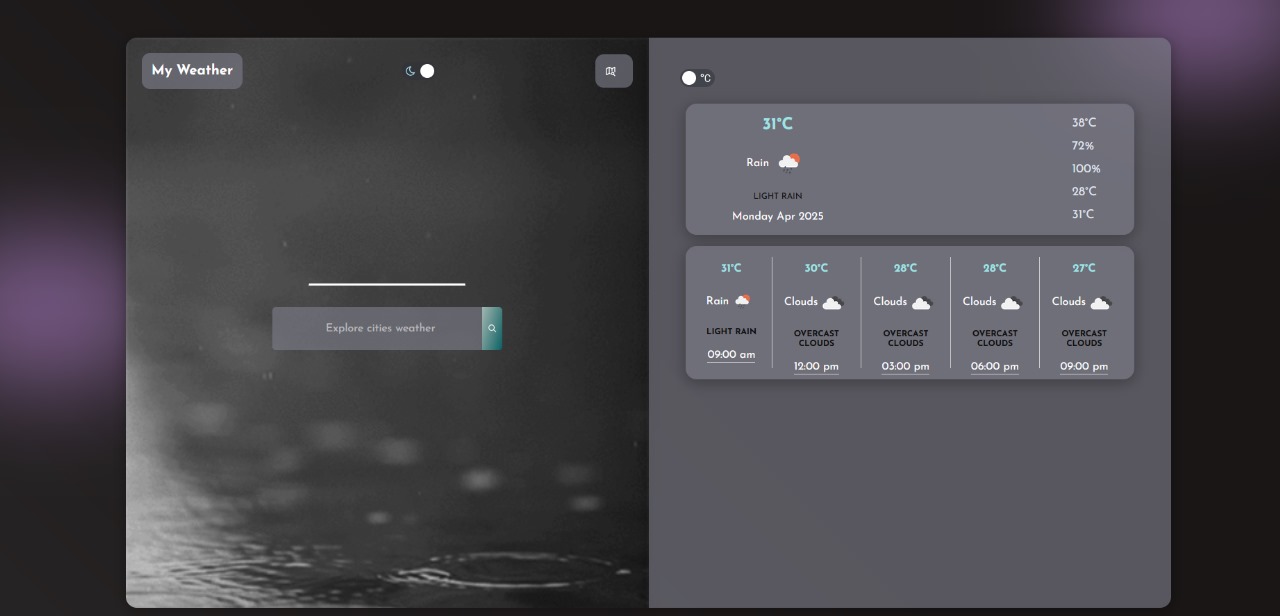 My Weather
°C
31°C
Rain
LIGHT RAIN
Monday Apr 2025
38°C
72%
100%
28°C
31°C
Explore cities weather
31°C
Rain
LIGHT RAIN
09:00 am
30°C
Clouds
OVERCAST
CLOUDS
12:00 pm
28°C
Clouds
OVERCAST
CLOUDS
03:00 pm
28°C
Clouds
OVERCAST
CLOUDS
06:00 pm
27°C
Clouds
OVERCAST
CLOUDS
09:00 pm